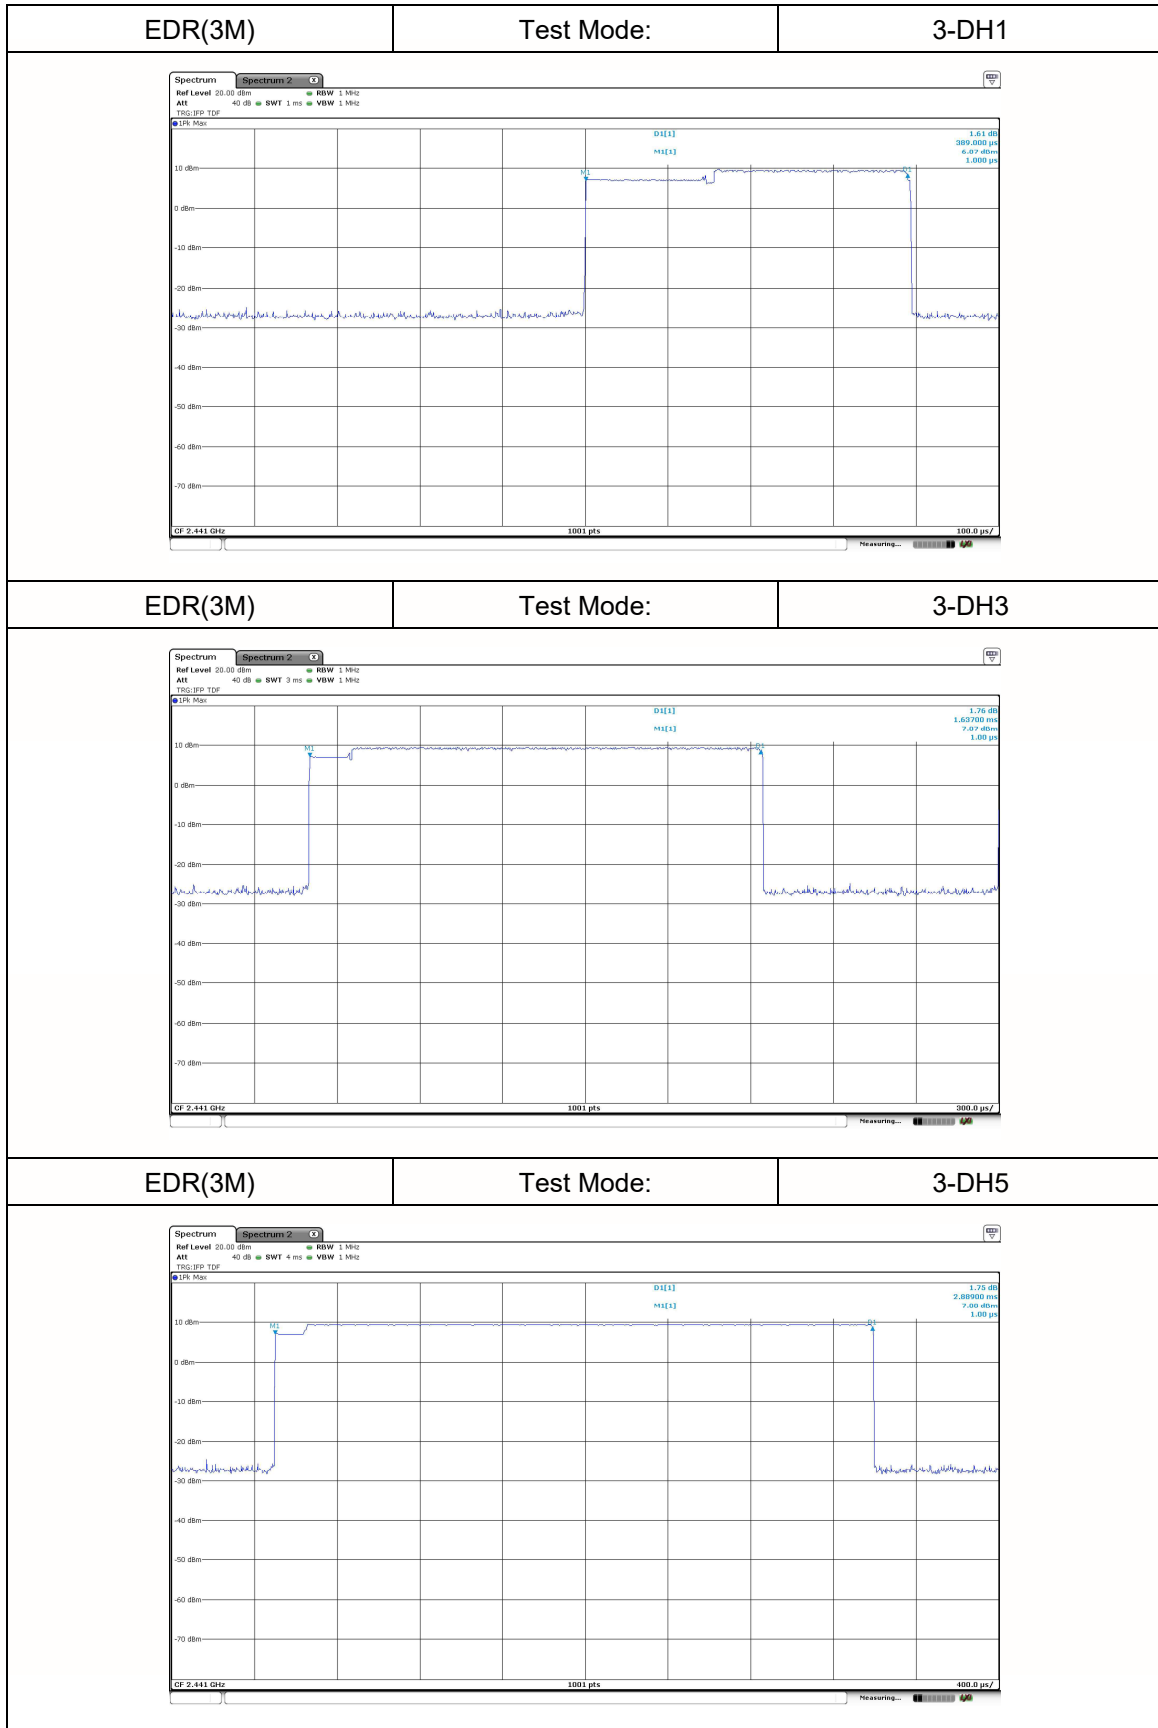 EDR(3M) Test Mode: 3-DH1
Spectrum Spectrum 2 X
Ref Level 20.00 dBm RBW 1 MHz
Att 40 dB SWT 1 ms VBW 1 MHz
TRG:IFP TDF
1Pk Max
D1[1] 1.61 dB
389.000 µs
M1[1] 6.87 dBm
1.000 µs
M1 D1
10 dBm
0 dBm
-10 dBm
-20 dBm
-30 dBm
-40 dBm
-50 dBm
-60 dBm
-70 dBm
CF 2.441 GHz 1001 pts 100.0 µs/
Measuring...
EDR(3M) Test Mode: 3-DH3
Spectrum Spectrum 2 X
Ref Level 20.00 dBm RBW 1 MHz
Att 40 dB SWT 3 ms VBW 1 MHz
TRG:IFP TDF
1Pk Max
D1[1] 1.76 dB
1.63700 ms
M1[1] 7.07 dBm
1.00 µs
M1 D1
10 dBm
0 dBm
-10 dBm
-20 dBm
-30 dBm
-40 dBm
-50 dBm
-60 dBm
-70 dBm
CF 2.441 GHz 1001 pts 300.0 µs/
Measuring...
EDR(3M) Test Mode: 3-DH5
Spectrum Spectrum 2 X
Ref Level 20.00 dBm RBW 1 MHz
Att 40 dB SWT 4 ms VBW 1 MHz
TRG:IFP TDF
1Pk Max
D1[1] 1.75 dB
2.88900 ms
M1[1] 7.00 dBm
1.00 µs
M1 D1
10 dBm
0 dBm
-10 dBm
-20 dBm
-30 dBm
-40 dBm
-50 dBm
-60 dBm
-70 dBm
CF 2.441 GHz 1001 pts 400.0 µs/
Measuring...